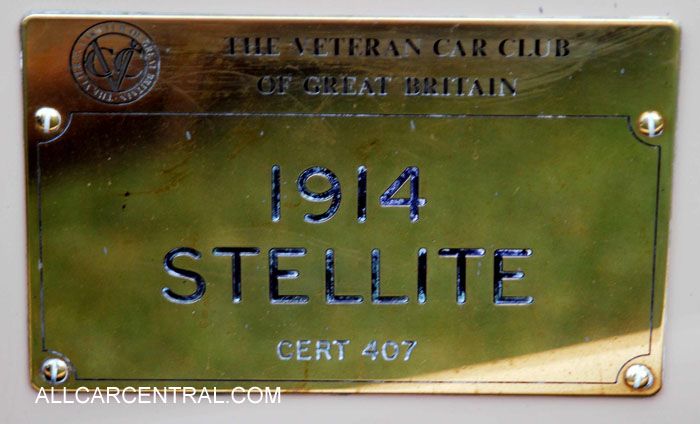 THE VETERAN CAR CLUB
OF GREAT BRITAIN
1914
STELLITE
CERT 407
ALLCARCENTRAL.COM